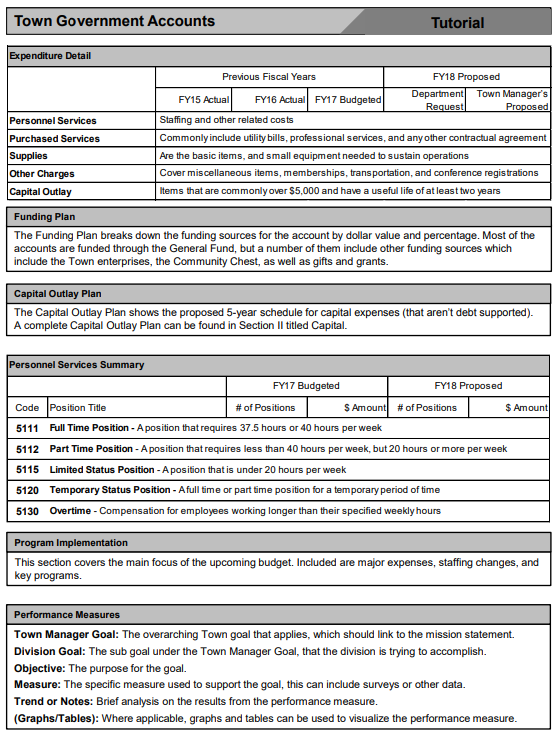 Town Government Accounts Tutorial
Expenditure Detail
Previous Fiscal Years FY18 Proposed
FY15 Actual FY16 Actual FY17 Budgeted Department Request Town Manager's Proposed
Personnel Services Staffing and other related costs
Purchased Services Commonly include utility bills, professional services, and any other contractual agreement
Supplies Are the basic items, and small equipment needed to sustain operations
Other Charges Cover miscellaneous items, memberships, transportation, and conference registrations
Capital Outlay Items that are commonly over $5,000 and have a useful life of at least two years
Funding Plan
The Funding Plan breaks down the funding sources for the account by dollar value and percentage. Most of the
accounts are funded through the General Fund, but a number of them include other funding sources which
include the Town enterprises, the Community Chest, as well as gifts and grants.
Capital Outlay Plan
The Capital Outlay Plan shows the proposed 5-year schedule for capital expenses (that aren't debt supported).
A complete Capital Outlay Plan can be found in Section II titled Capital.
Personnel Services Summary
FY17 Budgeted FY18 Proposed
Code Position Title # of Positions $ Amount # of Positions $ Amount
5111 Full Time Position - A position that requires 37.5 hours or 40 hours per week
5112 Part Time Position - A position that requires less than 40 hours per week, but 20 hours or more per week
5115 Limited Status Position - A position that is under 20 hours per week
5120 Temporary Status Position - A full time or part time position for a temporary period of time
5130 Overtime - Compensation for employees working longer than their specified weekly hours
Program Implementation
This section covers the main focus of the upcoming budget. Included are major expenses, staffing changes, and
key programs.
Performance Measures
Town Manager Goal: The overarching Town goal that applies, which should link to the mission statement.
Division Goal: The sub goal under the Town Manager Goal, that the division is trying to accomplish.
Objective: The purpose for the goal.
Measure: The specific measure used to support the goal, this can include surveys or other data.
Trend or Notes: Brief analysis on the results from the performance measure.
(Graphs/Tables): Where applicable, graphs and tables can be used to visualize the performance measure.